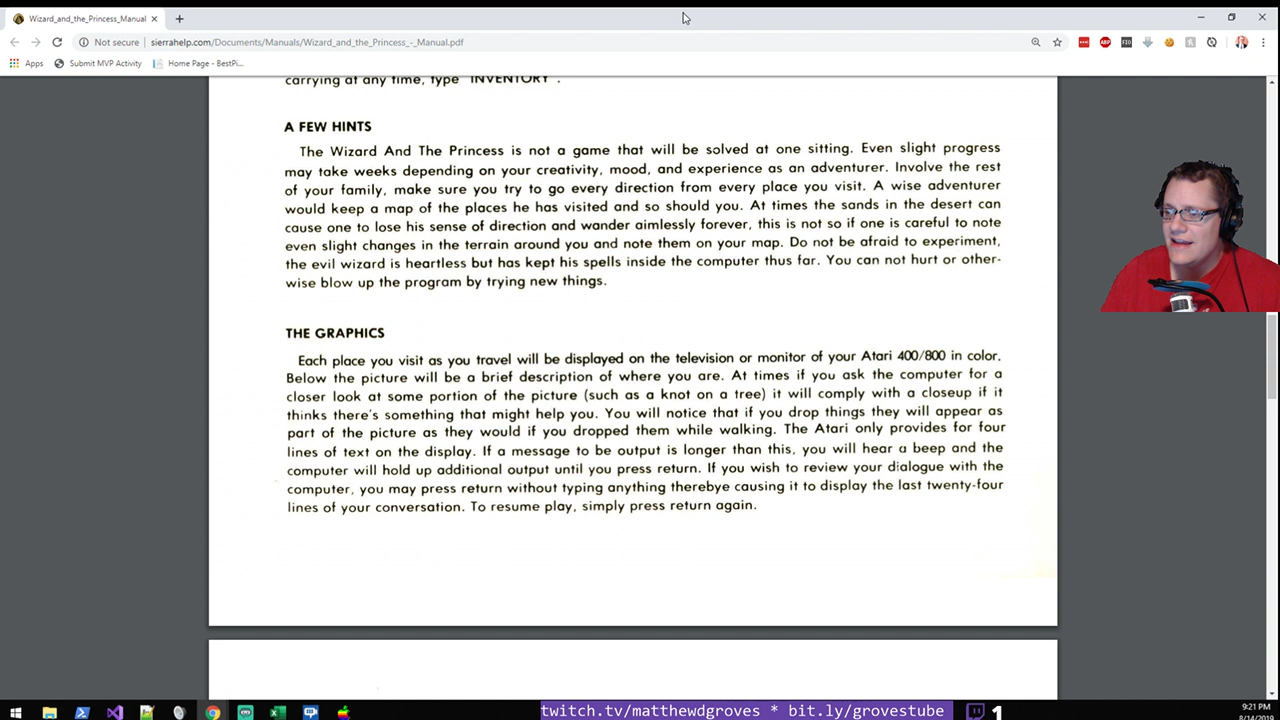 Wizard_and_the_Princess_Manual
Not secure
sierrahelp.com/Documents/Manuals/Wizard_and_the_Princess_-_Manual.pdf
ABP
FIO
Apps
Submit MVP Activity
Home Page - BestPi...
carrying at any time, type "INVENTORY".
A FEW HINTS
The Wizard And The Princess is not a game that will be solved at one sitting. Even slight progress
may take weeks depending on your creativity, mood, and experience as an adventurer. Involve the rest
of your family, make sure you try to go every direction from every place you visit. A wise adventurer
would keep a map of the places he has visited and so should you. At times the sands in the desert can
cause one to lose his sense of direction and wander aimlessly forever, this is not so if one is careful to note
even slight changes in the terrain around you and note them on your map. Do not be afraid to experiment,
the evil wizard is heartless but has kept his spells inside the computer thus far. You can not hurt or other-
wise blow up the program by trying new things.
THE GRAPHICS
Each place you visit as you travel will be displayed on the television or monitor of your Atari 400/800 in color.
Below the picture will be a brief description of where you are. At times if you ask the computer for a
closer look at some portion of the picture (such as a knot on a tree) it will comply with a closeup if it
thinks there's something that might help you. You will notice that if you drop things they will appear as
part of the picture as they would if you dropped them while walking. The Atari only provides for four
lines of text on the display. If a message to be output is longer than this, you will hear a beep and the
computer will hold up additional output until you press return. If you wish to review your dialogue with the
computer, you may press return without typing anything therebye causing it to display the last twenty-four
lines of your conversation. To resume play, simply press return again.
twitch.tv/matthewdgroves * bit.ly/grovestube
1
9:21 PM